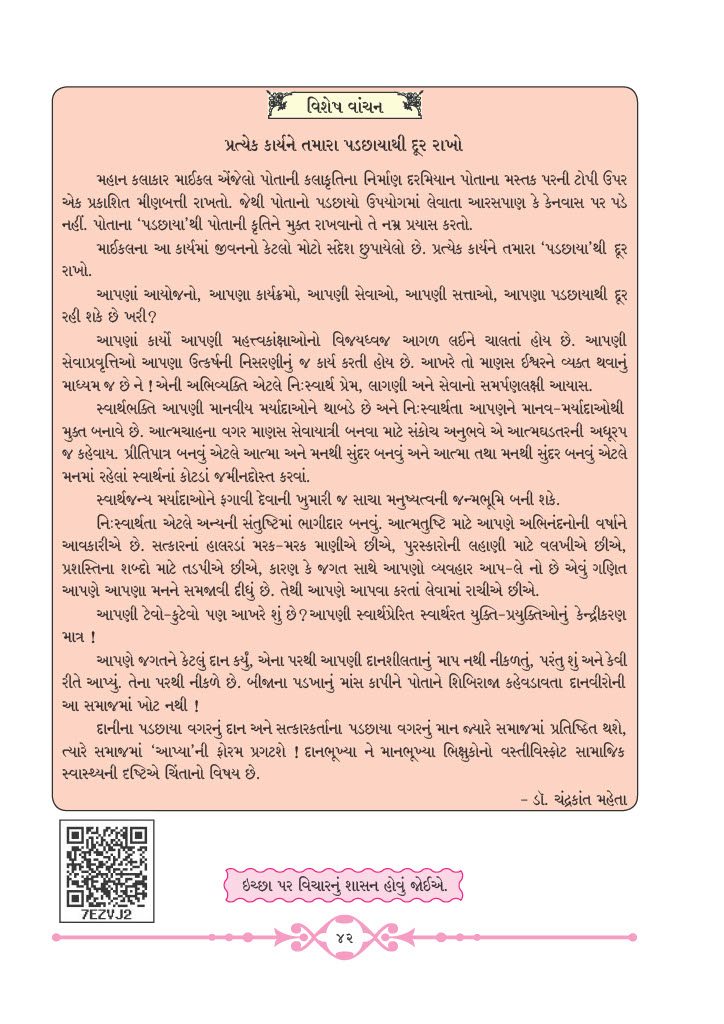 વિશેષ વાંચન
પ્રત્યેક કાર્યને તમારા પડછાયાથી દૂર રાખો
મહાન કલાકાર માઈકલ એંજેલો પોતાની કલાકૃતિના નિર્માણ દરમિયાન પોતાના મસ્તક પરની ટોપી ઉપર
એક પ્રકાશિત મીણબત્તી રાખતો. જેથી પોતાનો પડછાયો ઉપયોગમાં લેવાતા આરસપાણ કે કેનવાસ પર પડે
નહીં. પોતાના ‘પડછાયા’થી પોતાની કૃતિને મુક્ત રાખવાનો તે નમ્ર પ્રયાસ કરતો.
માઈકલના આ કાર્યમાં જીવનનો કેટલો મોટો સંદેશ છુપાયેલો છે. પ્રત્યેક કાર્યને તમારા ‘પડછાયા’થી દૂર
રાખો.
આપણાં આયોજનો, આપણા કાર્યક્રમો, આપણી સેવાઓ, આપણી સત્તાઓ, આપણા પડછાયાથી દૂર
રહી શકે છે ખરી?
આપણાં કાર્યો આપણી મહત્ત્વકાંક્ષાઓનો વિજયધ્વજ આગળ લઈને ચાલતાં હોય છે. આપણી
સેવાપ્રવૃત્તિઓ આપણા ઉત્કર્ષની નિસરણીનું જ કાર્ય કરતી હોય છે. આખરે તો માણસ ઈશ્વરને વ્યક્ત થવાનું
માધ્યમ જ છે ને ! એની અભિવ્યક્તિ એટલે નિઃસ્વાર્થ પ્રેમ, લાગણી અને સેવાનો સમર્પણલક્ષી આયાસ.
સ્વાર્થભક્તિ આપણી માનવીય મર્યાદાઓને થાબડે છે અને નિઃસ્વાર્થતા આપણને માનવ-મર્યાદાઓથી
મુક્ત બનાવે છે. આત્મચાહના વગર માણસ સેવાયાત્રી બનવા માટે સંકોચ અનુભવે એ આત્મઘડતરની અધૂરપ
જ કહેવાય. પ્રીતિપાત્ર બનવું એટલે આત્મા અને મનથી સુંદર બનવું અને આત્મા તથા મનથી સુંદર બનવું એટલે
મનમાં રહેલાં સ્વાર્થનાં કોટડાં જમીનદોસ્ત કરવાં.
સ્વાર્થજન્ય મર્યાદાઓને ફગાવી દેવાની ખુમારી જ સાચા મનુષ્યત્વની જન્મભૂમિ બની શકે.
નિઃસ્વાર્થતા એટલે અન્યની સંતુષ્ટિમાં ભાગીદાર બનવું. આત્મતુષ્ટિ માટે આપણે અભિનંદનોની વર્ષાને
આવકારીએ છે. સત્કારનાં હાલરડાં મરક-મરક માણીએ છીએ, પુરસ્કારોની લહાણી માટે વલખીએ છીએ,
પ્રશસ્તિના શબ્દો માટે તડપીએ છીએ, કારણ કે જગત સાથે આપણો વ્યવહાર આપ-લે નો છે એવું ગણિત
આપણે આપણા મનને સમજાવી દીધું છે. તેથી આપણે આપવા કરતાં લેવામાં રાચીએ છીએ.
આપણી ટેવો-કુટેવો પણ આખરે શું છે?આપણી સ્વાર્થપ્રેરિત સ્વાર્થરત યુક્તિ-પ્રયુક્તિઓનું કેન્દ્રીકરણ
માત્ર !
આપણે જગતને કેટલું દાન કર્યું, એના પરથી આપણી દાનશીલતાનું માપ નથી નીકળતું, પરંતુ શું અને કેવી
રીતે આપ્યું. તેના પરથી નીકળે છે. બીજાના પડખાનું માંસ કાપીને પોતાને શિબિરાજા કહેવડાવતા દાનવીરોની
આ સમાજમાં ખોટ નથી !
દાનીના પડછાયા વગરનું દાન અને સત્કારકર્તાના પડછાયા વગરનું માન જ્યારે સમાજમાં પ્રતિષ્ઠિત થશે,
ત્યારે સમાજમાં ‘આપ્યા’ની ફોરમ પ્રગટશે ! દાનભૂખ્યા ને માનભૂખ્યા ભિક્ષુકોનો વસ્તીવિસ્ફોટ સામાજિક
સ્વાસ્થ્યની દૃષ્ટિએ ચિંતાનો વિષય છે.
- ડૉ. ચંદ્રકાંત મહેતા
7EZVJ2
ઇચ્છા પર વિચારનું શાસન હોવું જોઈએ.
૪૨